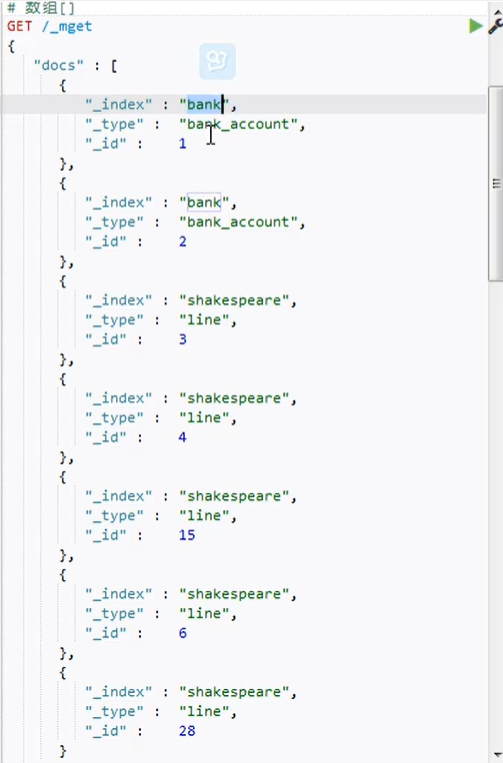 # 数组[]
GET /_mget
{
"docs" : [
{
"_index" : "bank",
"_type" : "bank_account",
"_id" : 1
},
{
"_index" : "bank",
"_type" : "bank_account",
"_id" : 2
},
{
"_index" : "shakespeare",
"_type" : "line",
"_id" : 3
},
{
"_index" : "shakespeare",
"_type" : "line",
"_id" : 4
},
{
"_index" : "shakespeare",
"_type" : "line",
"_id" : 15
},
{
"_index" : "shakespeare",
"_type" : "line",
"_id" : 6
},
{
"_index" : "shakespeare",
"_type" : "line",
"_id" : 28
}